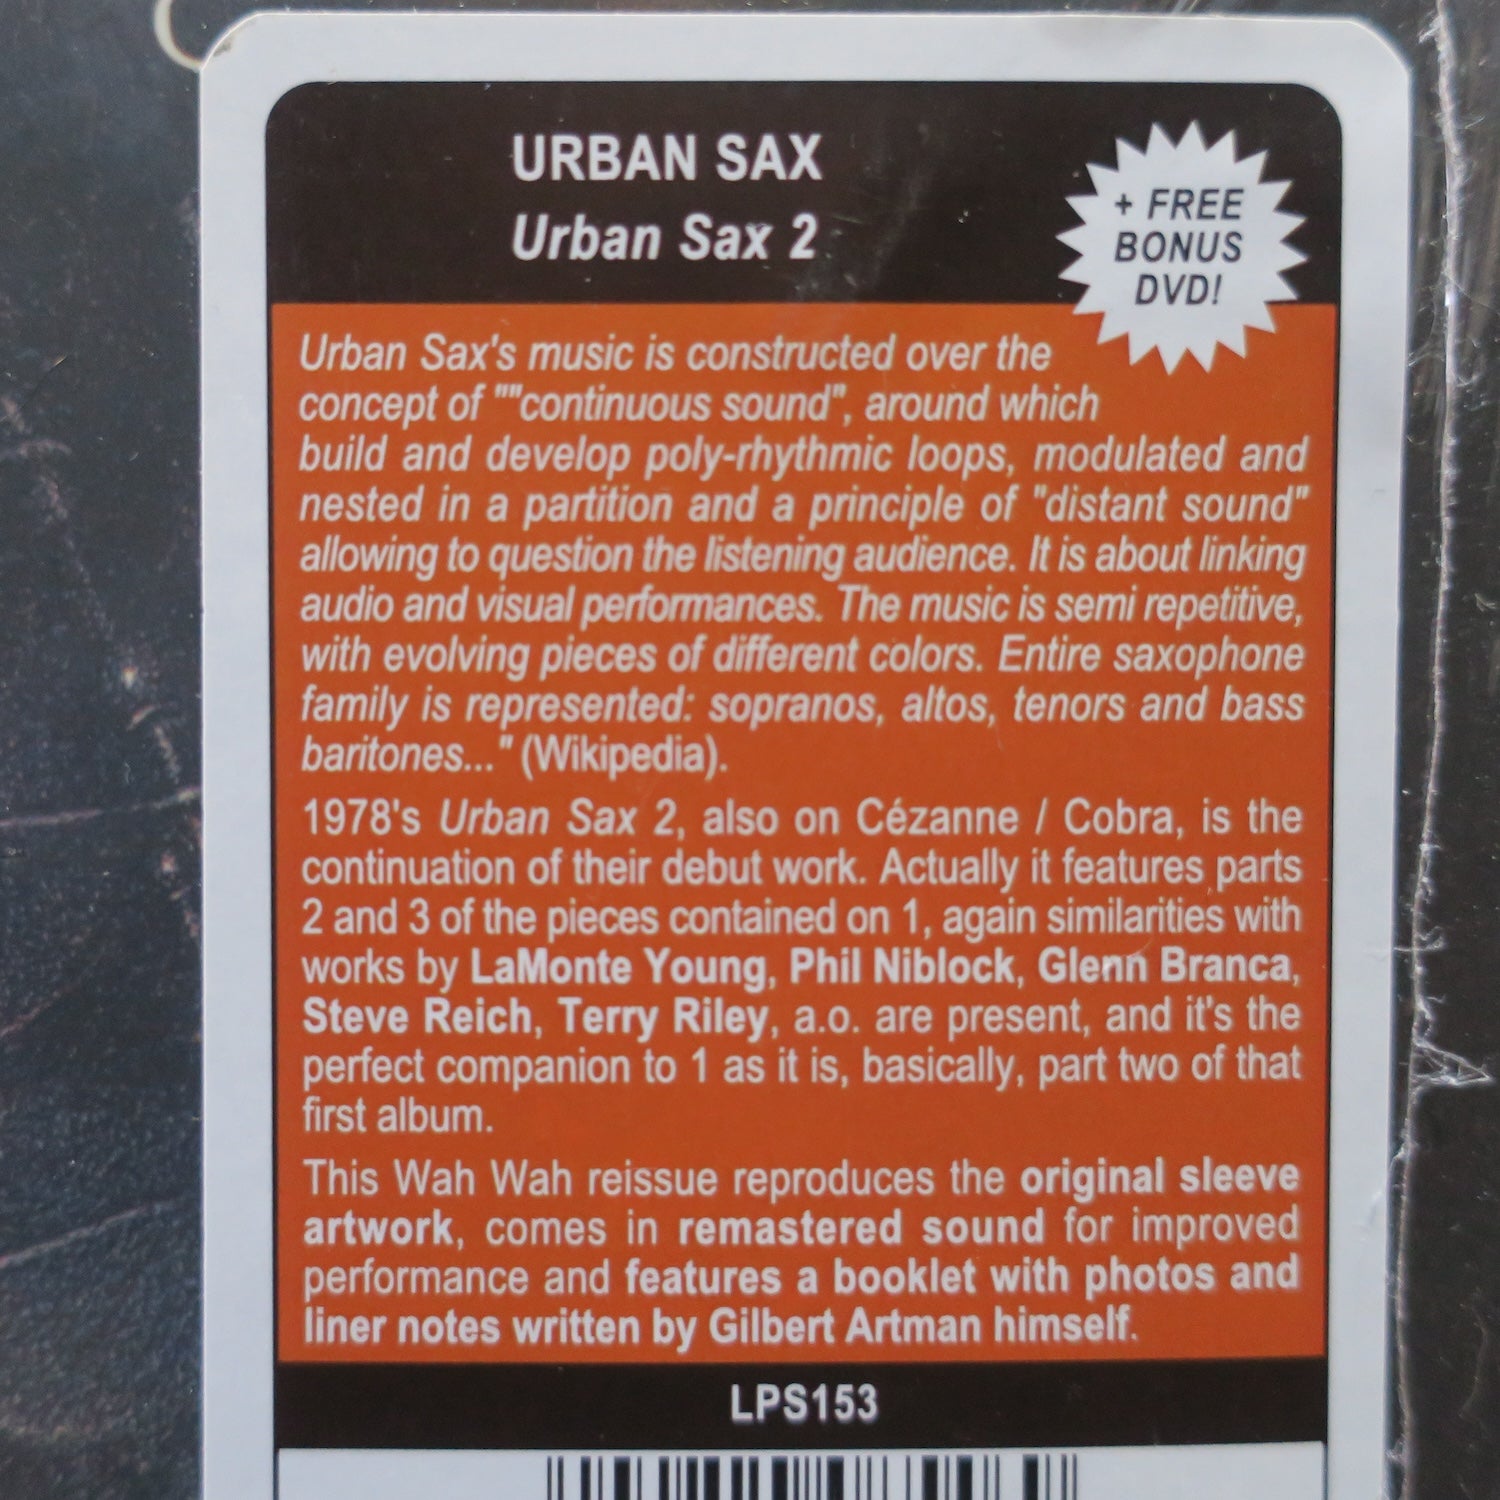 URBAN SAX
Urban Sax 2
+ FREE
BONUS
DVD!
Urban Sax's music is constructed over the
concept of ""continuous sound", around which
build and develop poly-rhythmic loops, modulated and
nested in a partition and a principle of "distant sound"
allowing to question the listening audience. It is about linking
audio and visual performances. The music is semi repetitive,
with evolving pieces of different colors. Entire saxophone
family is represented: sopranos, altos, tenors and bass
baritones..." (Wikipedia).
1978's Urban Sax 2, also on Cézanne / Cobra, is the
continuation of their debut work. Actually it features parts
2 and 3 of the pieces contained on 1, again similarities with
works by LaMonte Young, Phil Niblock, Glenn Branca,
Steve Reich, Terry Riley, a.o. are present, and it's the
perfect companion to 1 as it is, basically, part two of that
first album.
This Wah Wah reissue reproduces the original sleeve
artwork, comes in remastered sound for improved
performance and features a booklet with photos and
liner notes written by Gilbert Artman himself.
LPS153